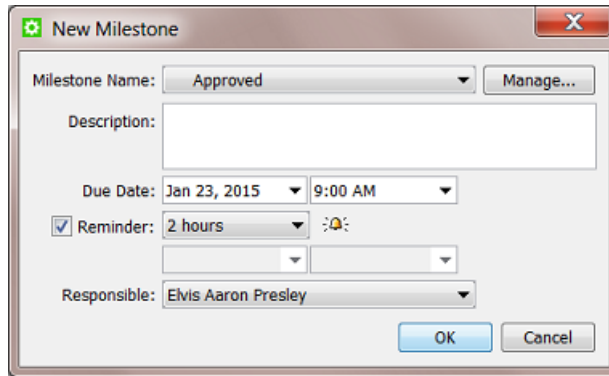 New Milestone
Milestone Name: Approved Manage...
Description:
Due Date: Jan 23, 2015 9:00 AM
Reminder: 2 hours
Responsible: Elvis Aaron Presley
OK Cancel